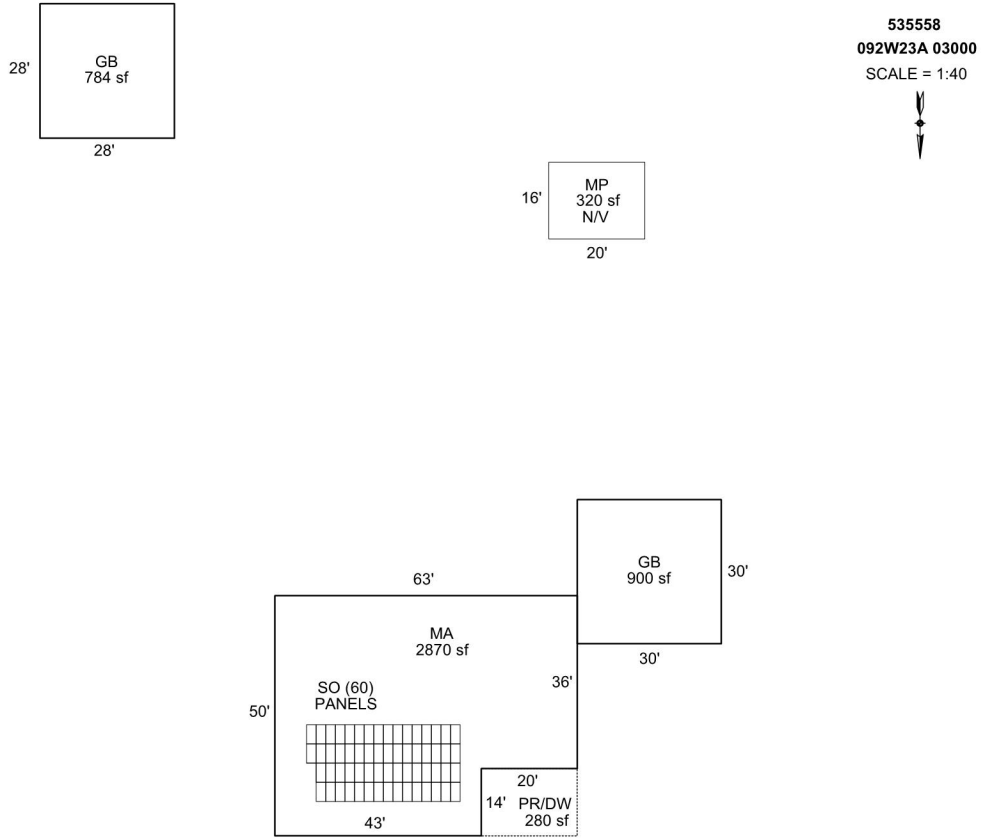 535558
092W23A 03000
SCALE = 1:40
GB
784 sf
28'
28'
MP
320 sf
N/V
16'
20'
GB
900 sf
30'
30'
63'
MA
2870 sf
36'
SO (60)
PANELS
50'
20'
14' PR/DW
280 sf
43'